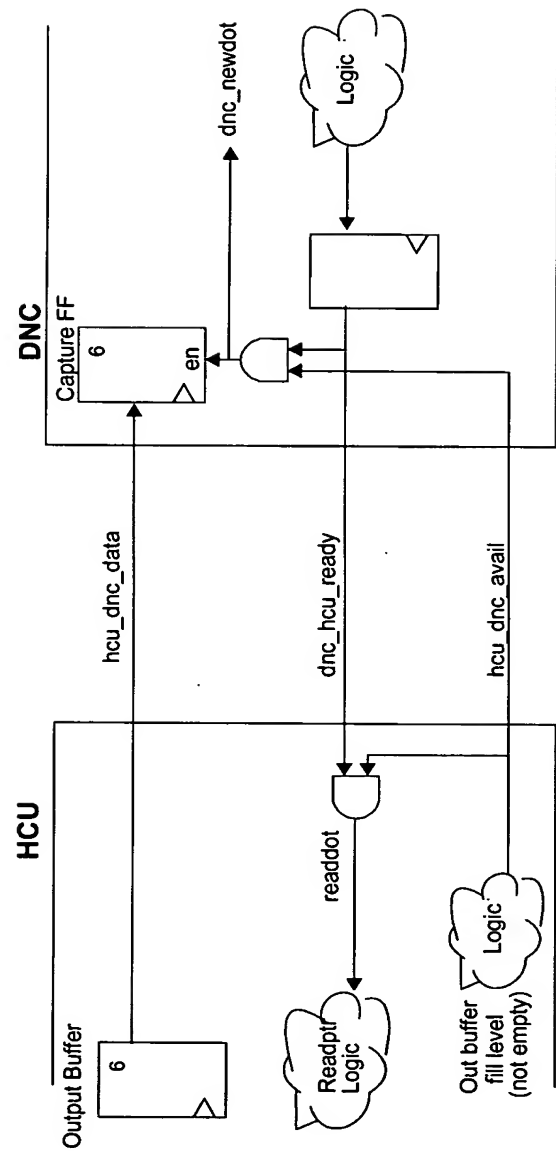 HCU
DNC
Output Buffer
6
hcu_dnc_data
Capture FF
6
en
dnc_newdot
Readptr
Logic
readdot
dnc_hcu_ready
Logic
Out buffer
fill level
(not empty)
Logic
hcu_dnc_avail